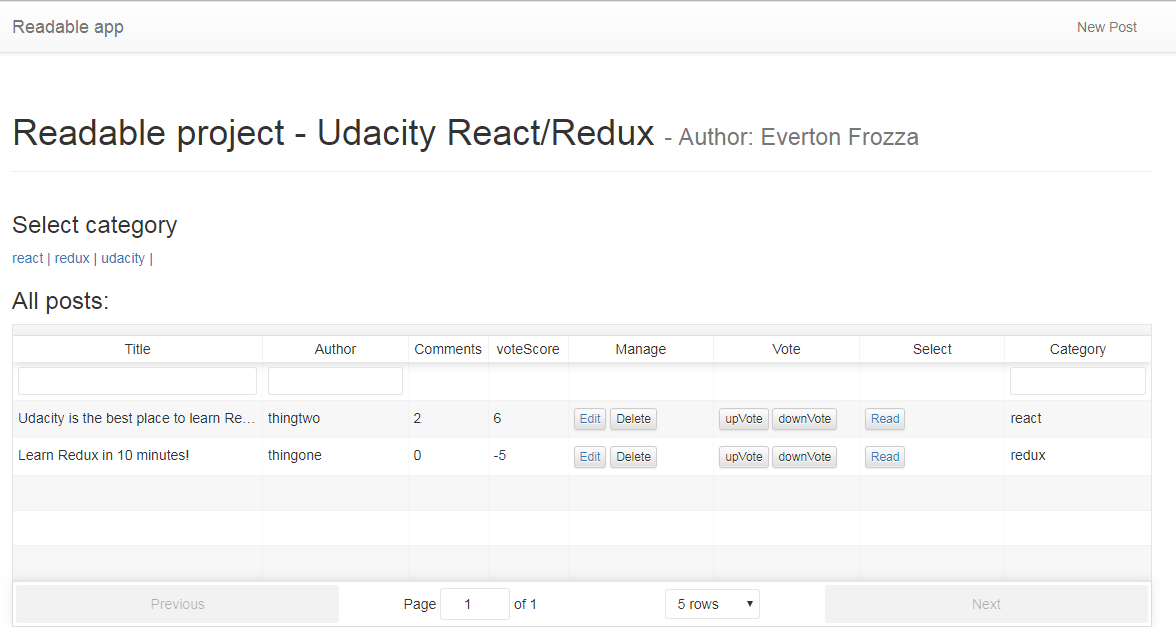 Readable app New Post
Readable project - Udacity React/Redux - Author: Everton Frozza
Select category
react | redux | udacity |
All posts:
Title Author Comments voteScore Manage Vote Select Category
Udacity is the best place to learn Re… thingtwo 2 6 Edit Delete upVote downVote Read react
Learn Redux in 10 minutes! thingone 0 -5 Edit Delete upVote downVote Read redux
Previous Page 1 of 1 5 rows Next